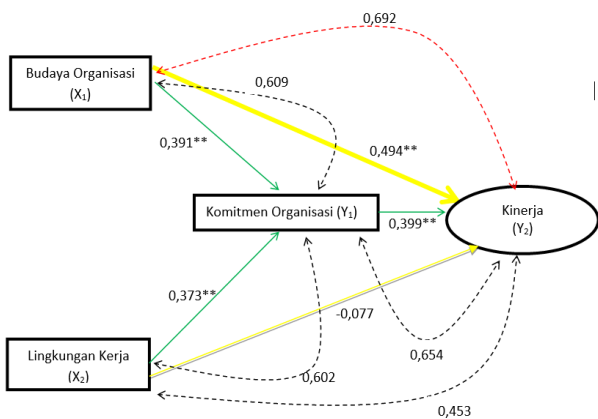 0,692
Budaya Organisasi
(X₁)
0,609
0,391**
0,494**
Komitmen Organisasi (Y₁)
Kinerja
(Y₂)
0,399**
0,373**
-0,077
Lingkungan Kerja
(X₂)
0,602
0,654
0,453